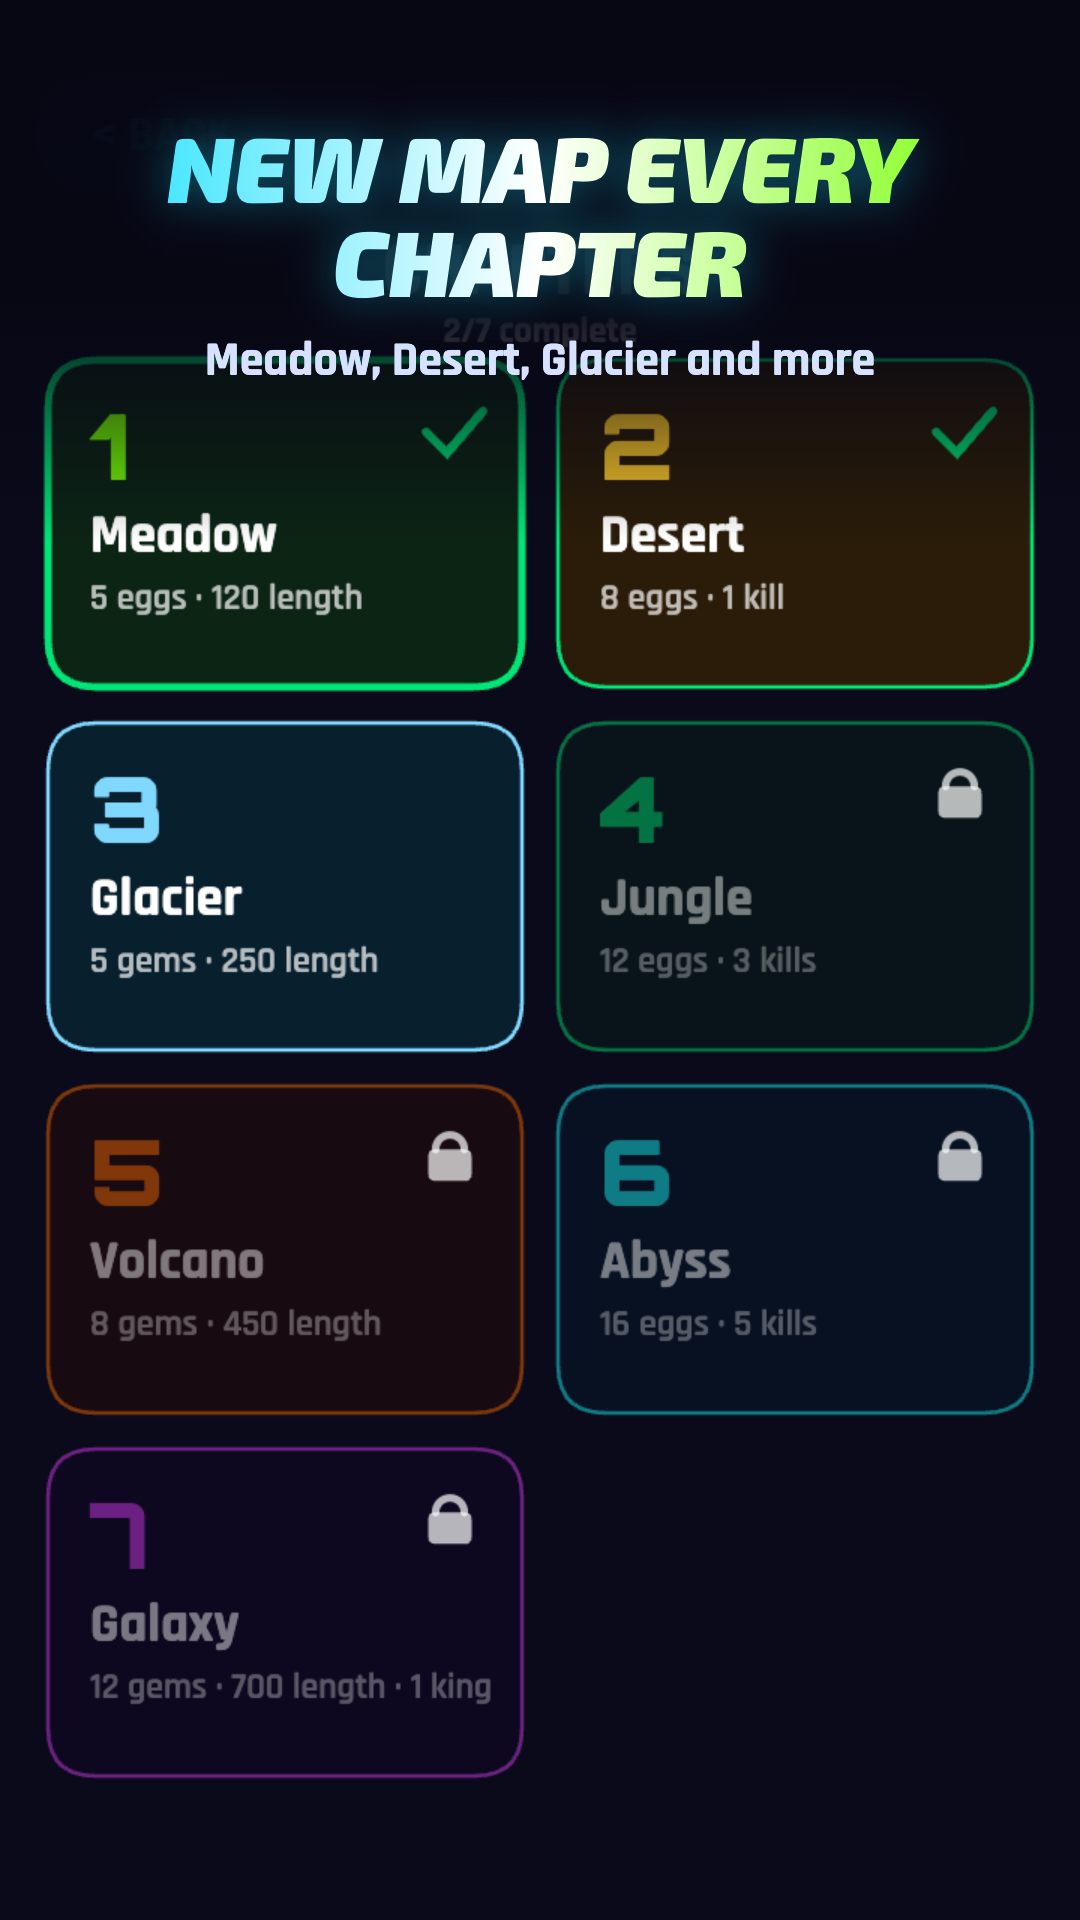 < BACK
NEW MAP EVERY
CHAPTER
2/7 complete
Meadow, Desert, Glacier and more
1
Meadow
5 eggs · 120 length
2
Desert
8 eggs · 1 kill
3
Glacier
5 gems · 250 length
4
Jungle
12 eggs · 3 kills
5
Volcano
8 gems · 450 length
6
Abyss
16 eggs · 5 kills
7
Galaxy
12 gems · 700 length · 1 king